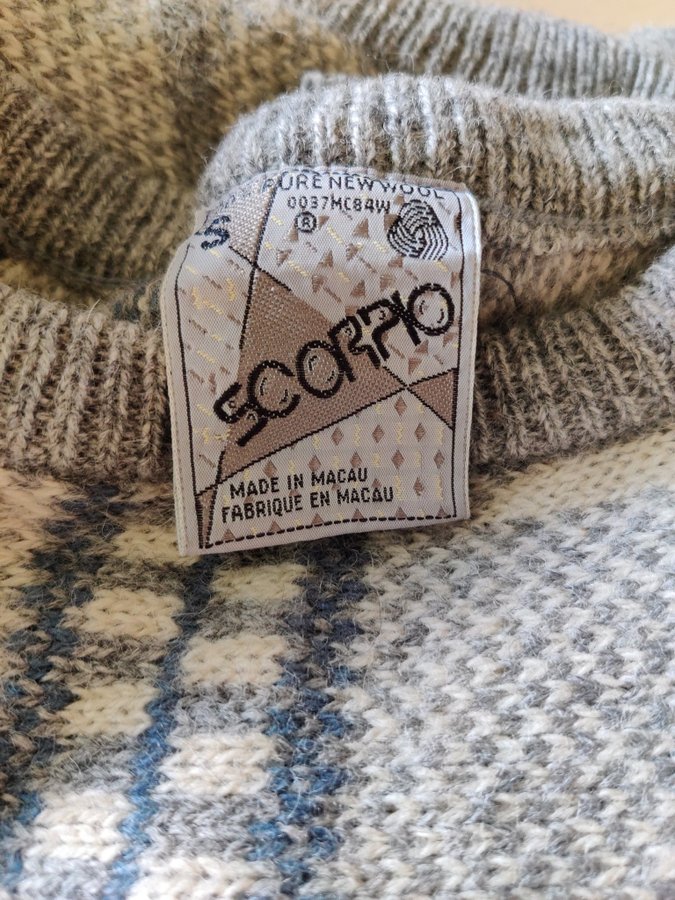 PURE NEW WOOL
0037MC84W
®
S
SCORPIO
MADE IN MACAU
FABRIQUE EN MACAU